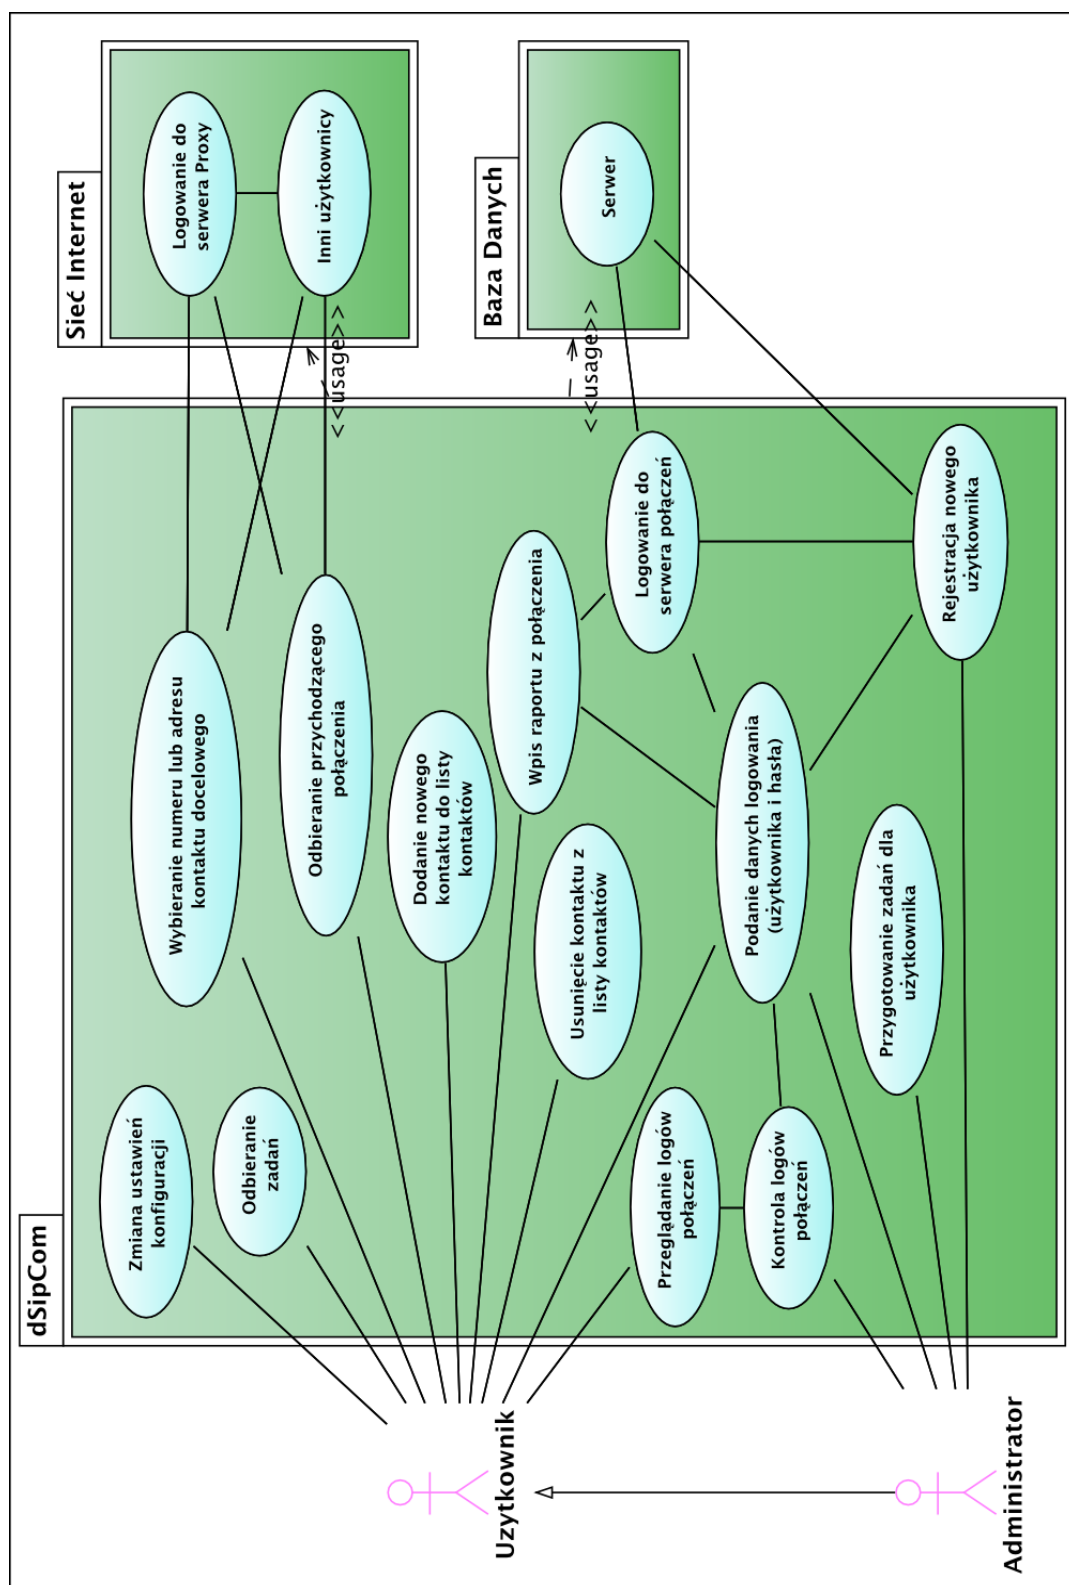 dSipCom
Zmiana ustawień
konfiguracji
Odbieranie
zadań
Wybieranie numeru lub adresu
kontaktu docelowego
Odbieranie przychodzącego
połączenia
Dodanie nowego
kontaktu do listy
kontaktów
Wpis raportu z połączenia
Usunięcie kontaktu z
listy kontaktów
Logowanie do
serwera połączeń
Przeglądanie logów
połączeń
Podanie danych logowania
(użytkownika i hasła)
Kontrola logów
połączeń
Przygotowanie zadań dla
użytkownika
Rejestracja nowego
użytkownika
Sieć Internet
Logowanie do
serwera Proxy
Inni użytkownicy
<<usage>>
Baza Danych
Serwer
<<usage>>
Uzytkownik
Administrator